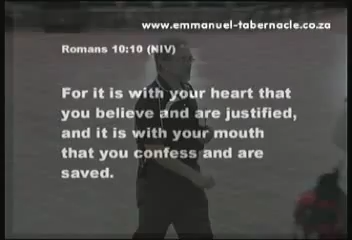 www.emmanuel-tabernacle.co.za
Romans 10:10 (NIV)
For it is with your heart that
you believe and are justified,
and it is with your mouth
that you confess and are
saved.